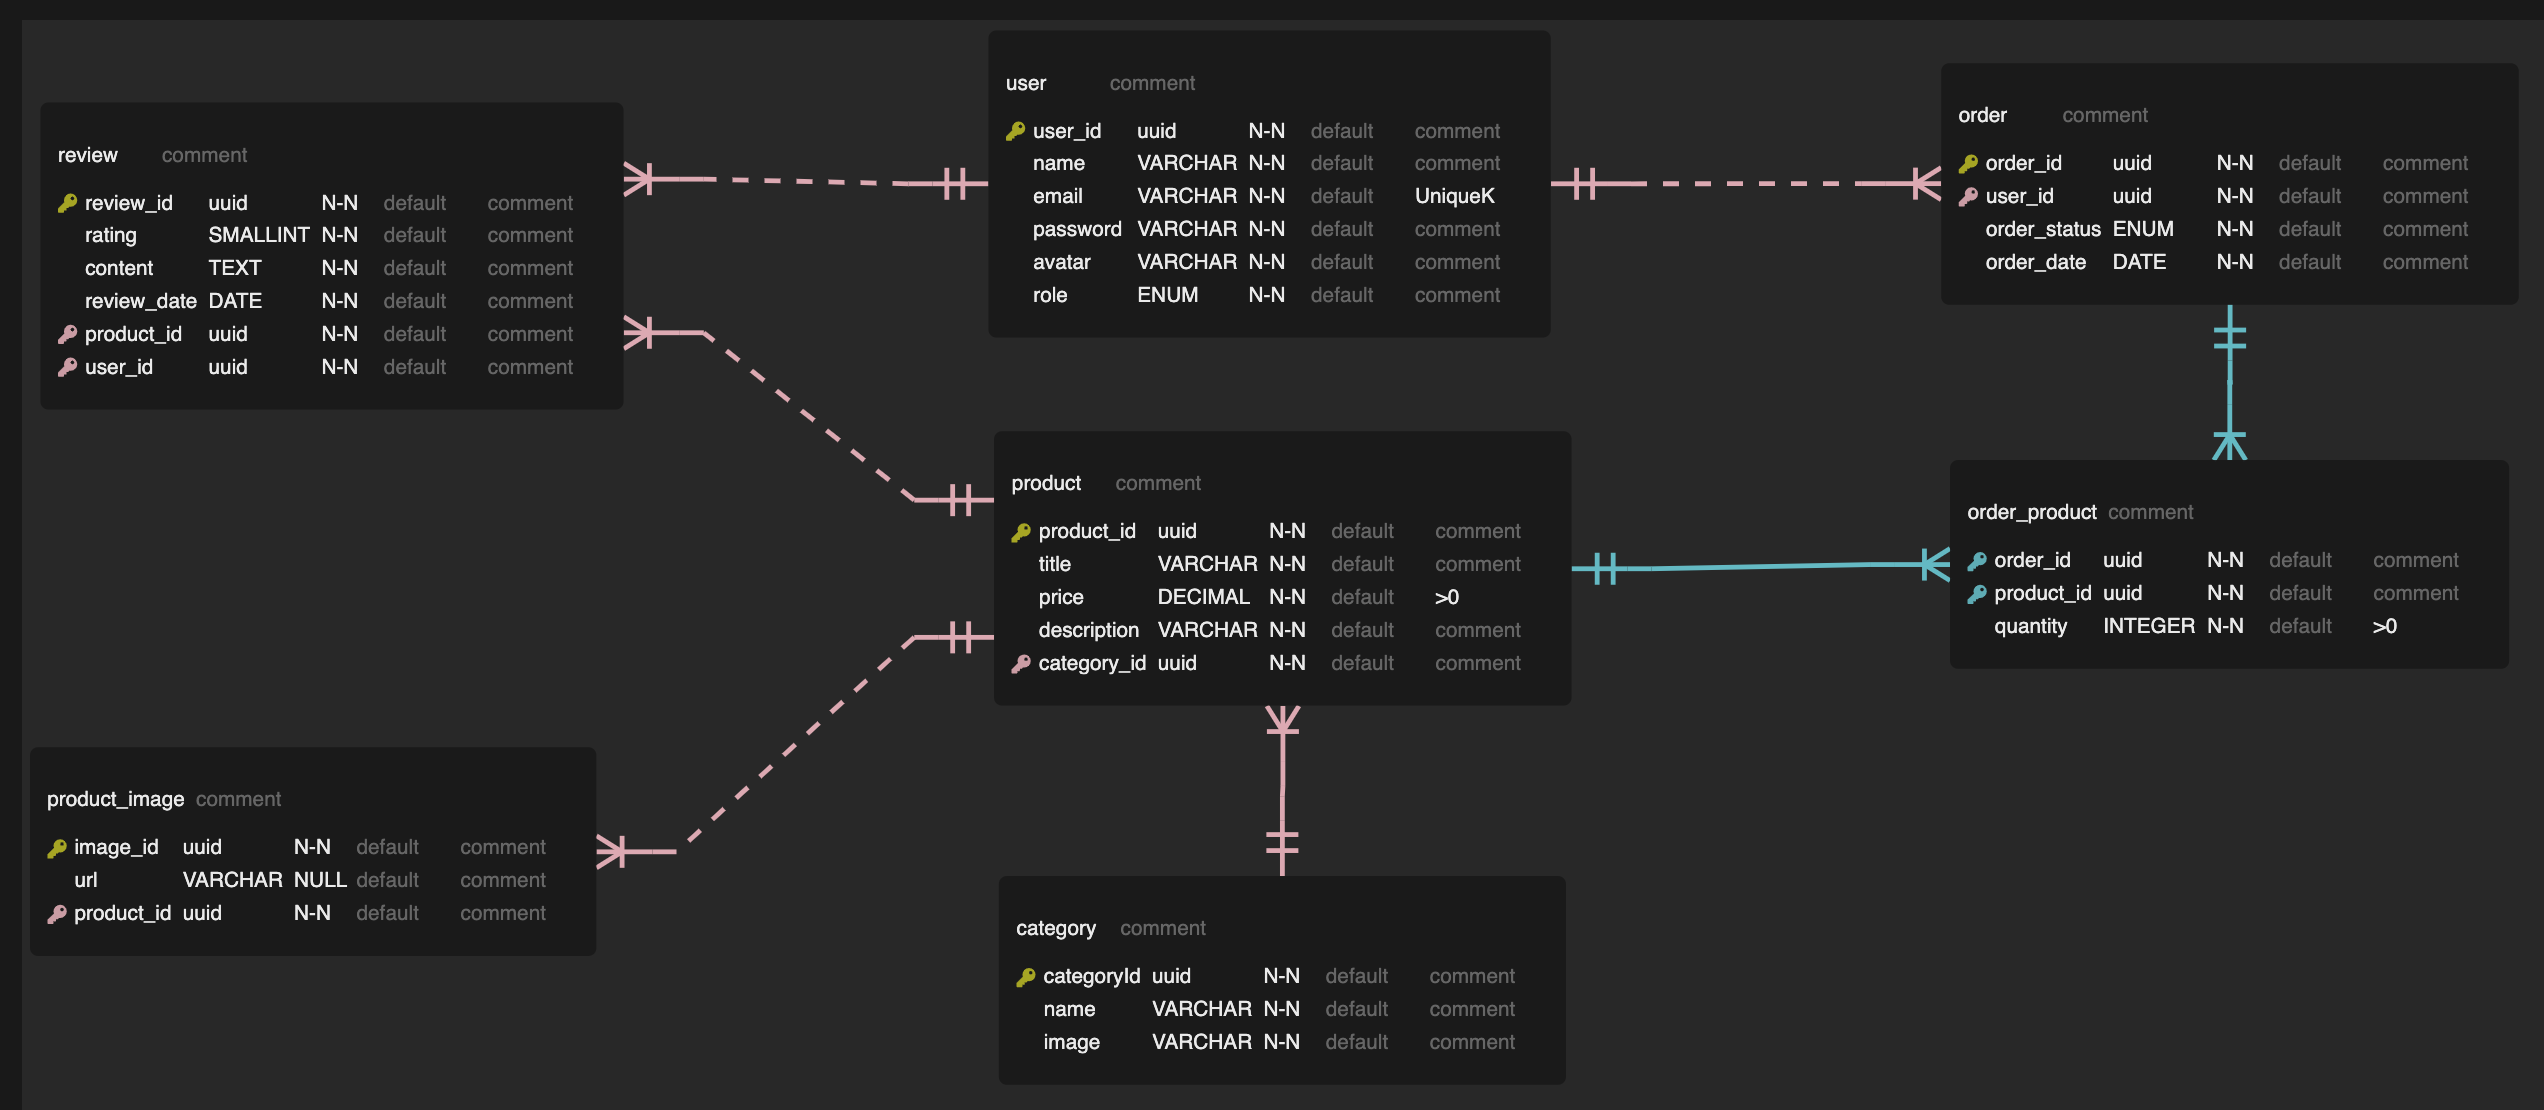 review comment
review_id uuid N-N default comment
rating SMALLINT N-N default comment
content TEXT N-N default comment
review_date DATE N-N default comment
product_id uuid N-N default comment
user_id uuid N-N default comment
user comment
user_id uuid N-N default comment
name VARCHAR N-N default comment
email VARCHAR N-N default UniqueK
password VARCHAR N-N default comment
avatar VARCHAR N-N default comment
role ENUM N-N default comment
order comment
order_id uuid N-N default comment
user_id uuid N-N default comment
order_status ENUM N-N default comment
order_date DATE N-N default comment
product comment
product_id uuid N-N default comment
title VARCHAR N-N default comment
price DECIMAL N-N default >0
description VARCHAR N-N default comment
category_id uuid N-N default comment
order_product comment
order_id uuid N-N default comment
product_id uuid N-N default comment
quantity INTEGER N-N default >0
product_image comment
image_id uuid N-N default comment
url VARCHAR NULL default comment
product_id uuid N-N default comment
category comment
categoryId uuid N-N default comment
name VARCHAR N-N default comment
image VARCHAR N-N default comment